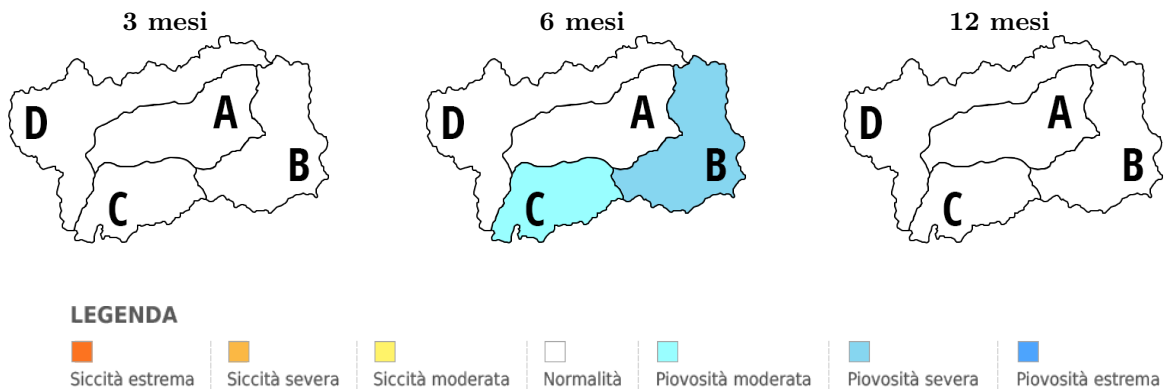 3 mesi 6 mesi 12 mesi
A A A
D D D
B B B
C C C
LEGENDA
Siccità estrema Siccità severa Siccità moderata Normalità Piovosità moderata Piovosità severa Piovosità estrema